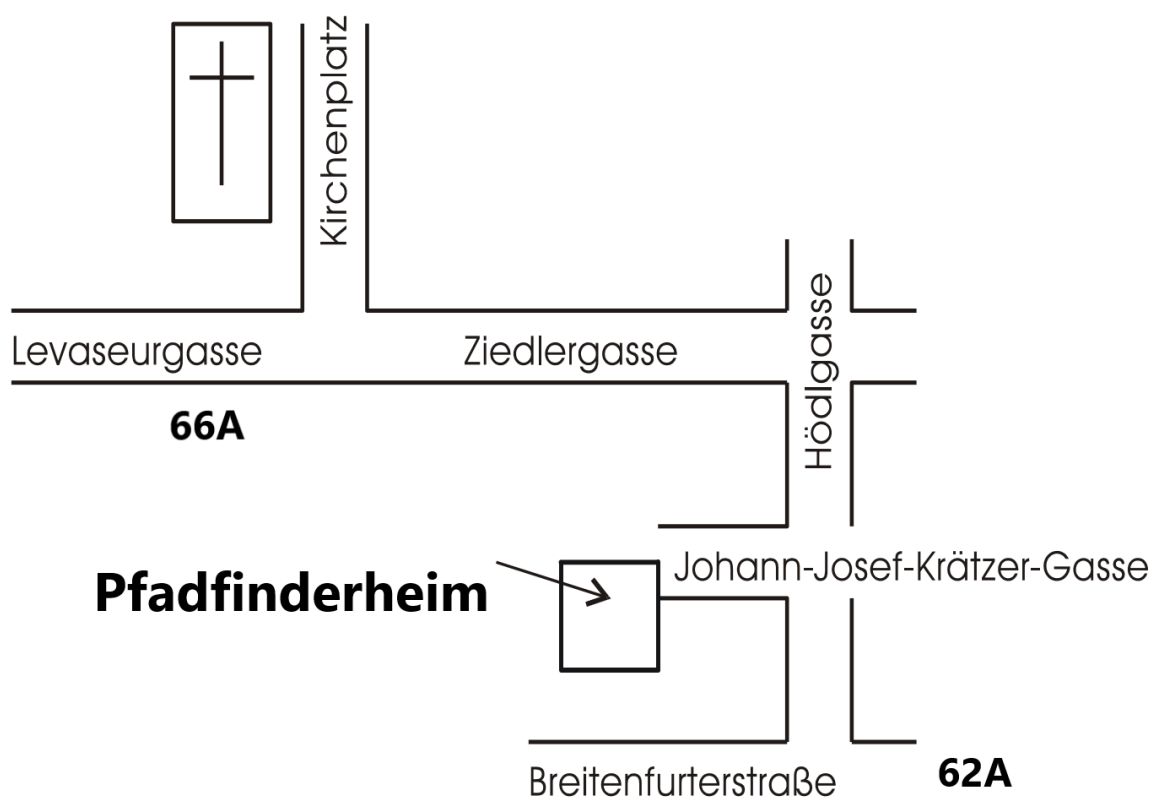 Kirchenplatz
Levaseurgasse
Ziedlergasse
Hödlgasse
66A
Johann-Josef-Krätzer-Gasse
Pfadfinderheim
Breitenfurterstraße
62A